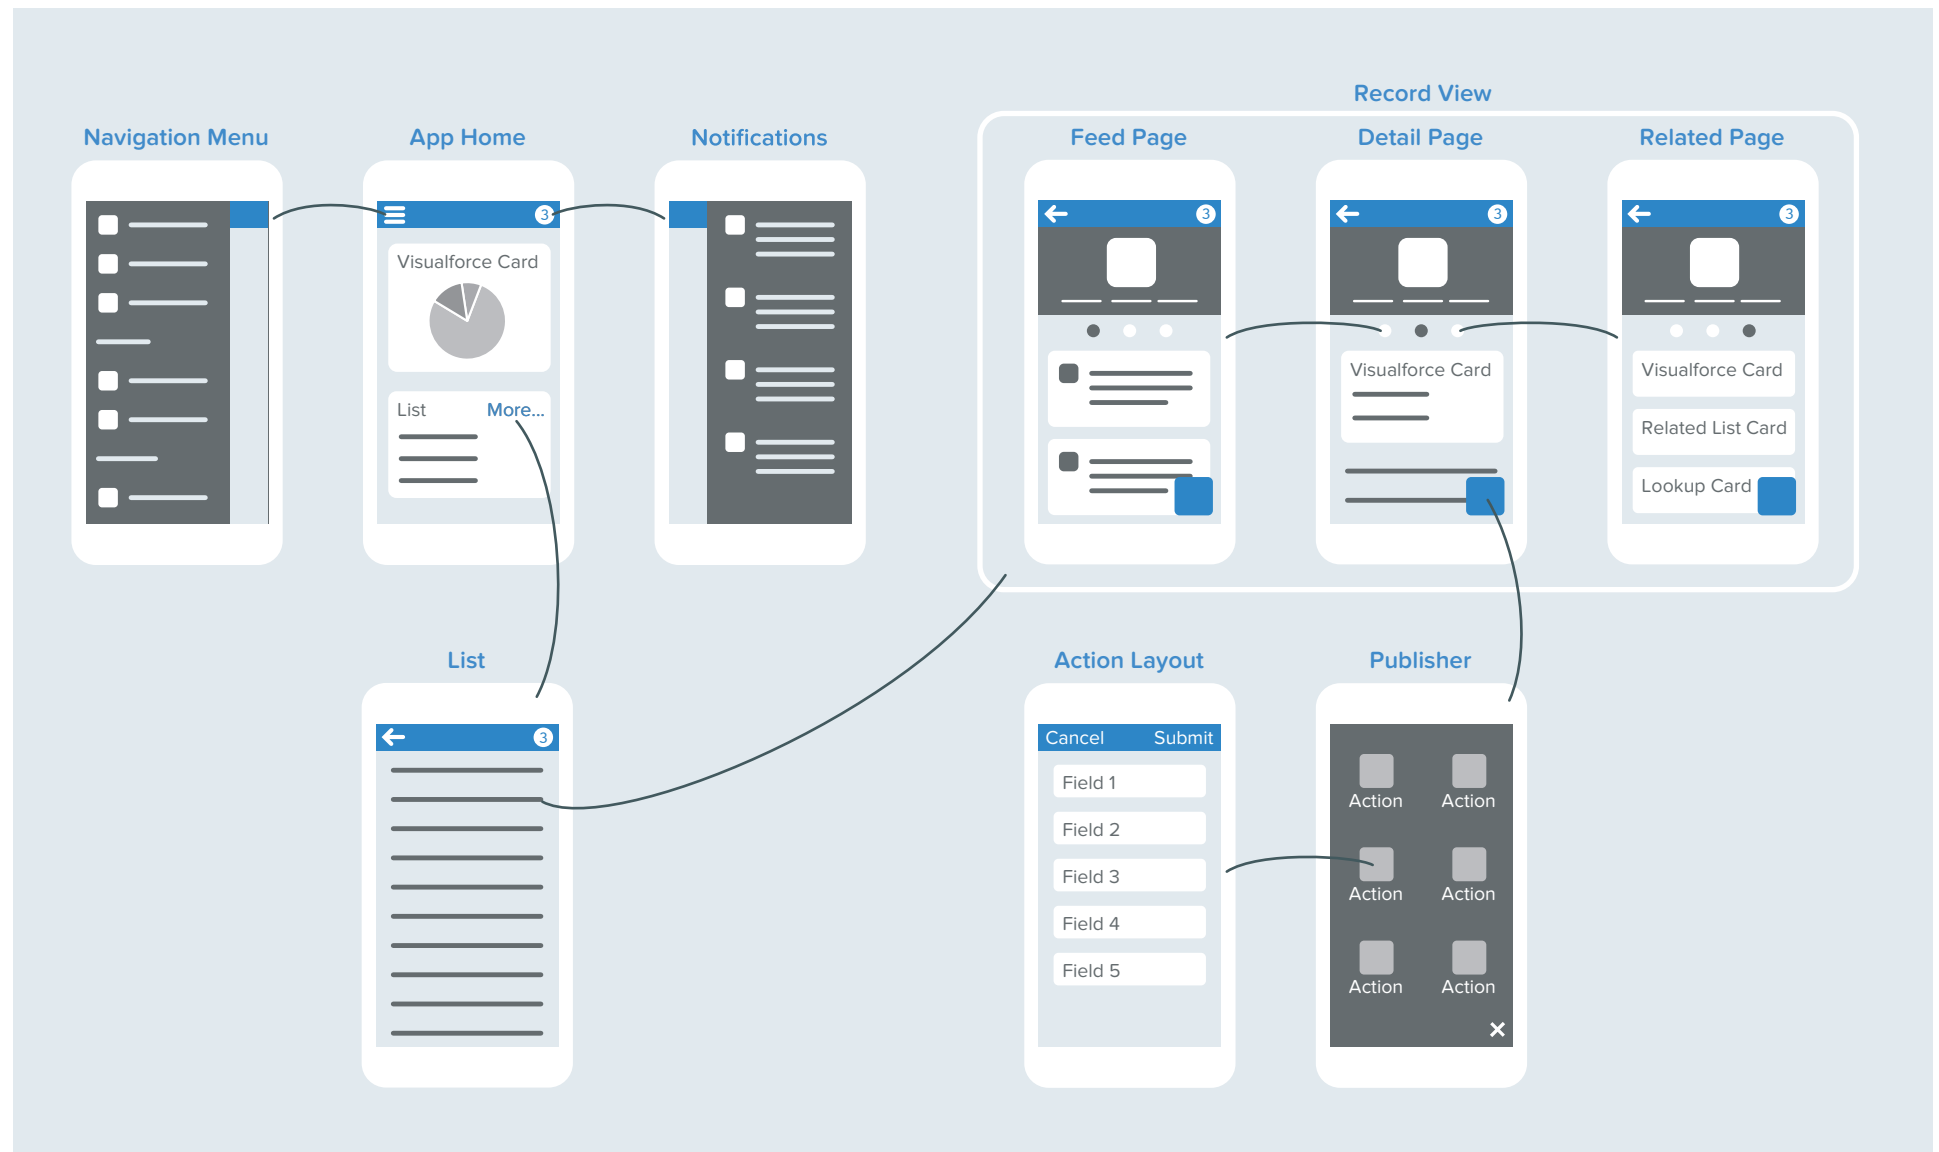 Record View
Navigation Menu
App Home
Notifications
Feed Page
Detail Page
Related Page
3
3
3
3
Visualforce Card
Visualforce Card
Visualforce Card
List More...
Related List Card
Lookup Card
List
Action Layout
Publisher
3
Cancel Submit
Field 1
Field 2
Field 3
Field 4
Field 5
Action Action
Action Action
Action Action